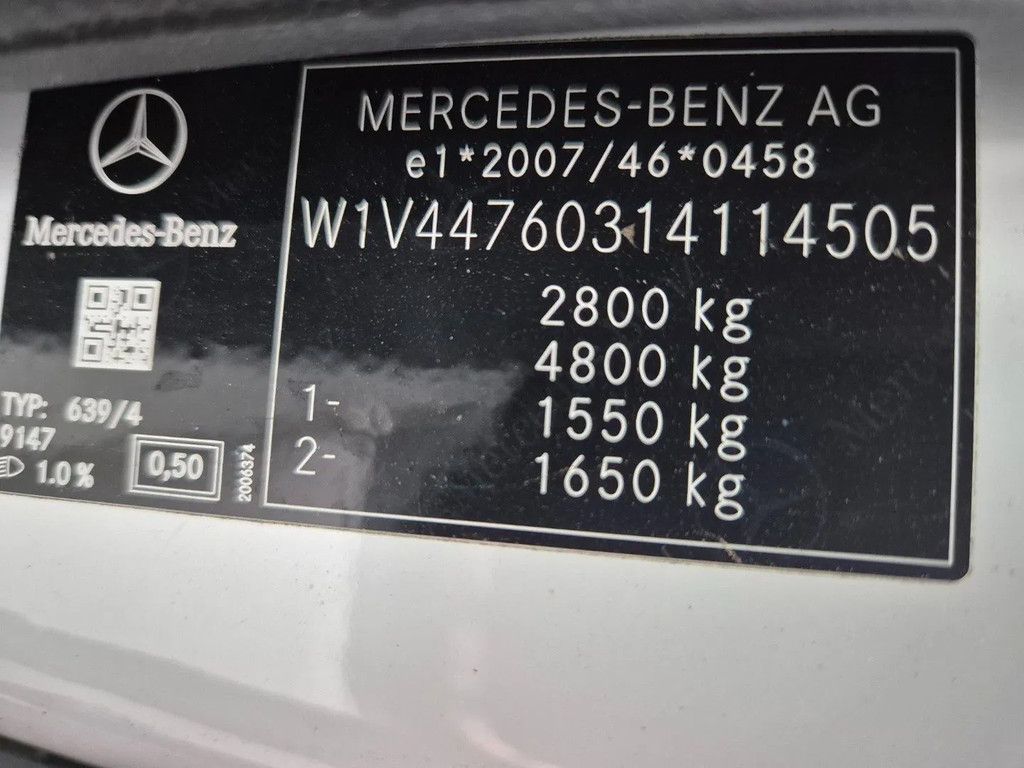 Mercedes-Benz
TYP: 639/4
9147
1.0 %
0,50
2006374
MERCEDES-BENZ AG
e1*2007/46*0458
W1V44760314114505
2800 kg
4800 kg
1- 1550 kg
2- 1650 kg